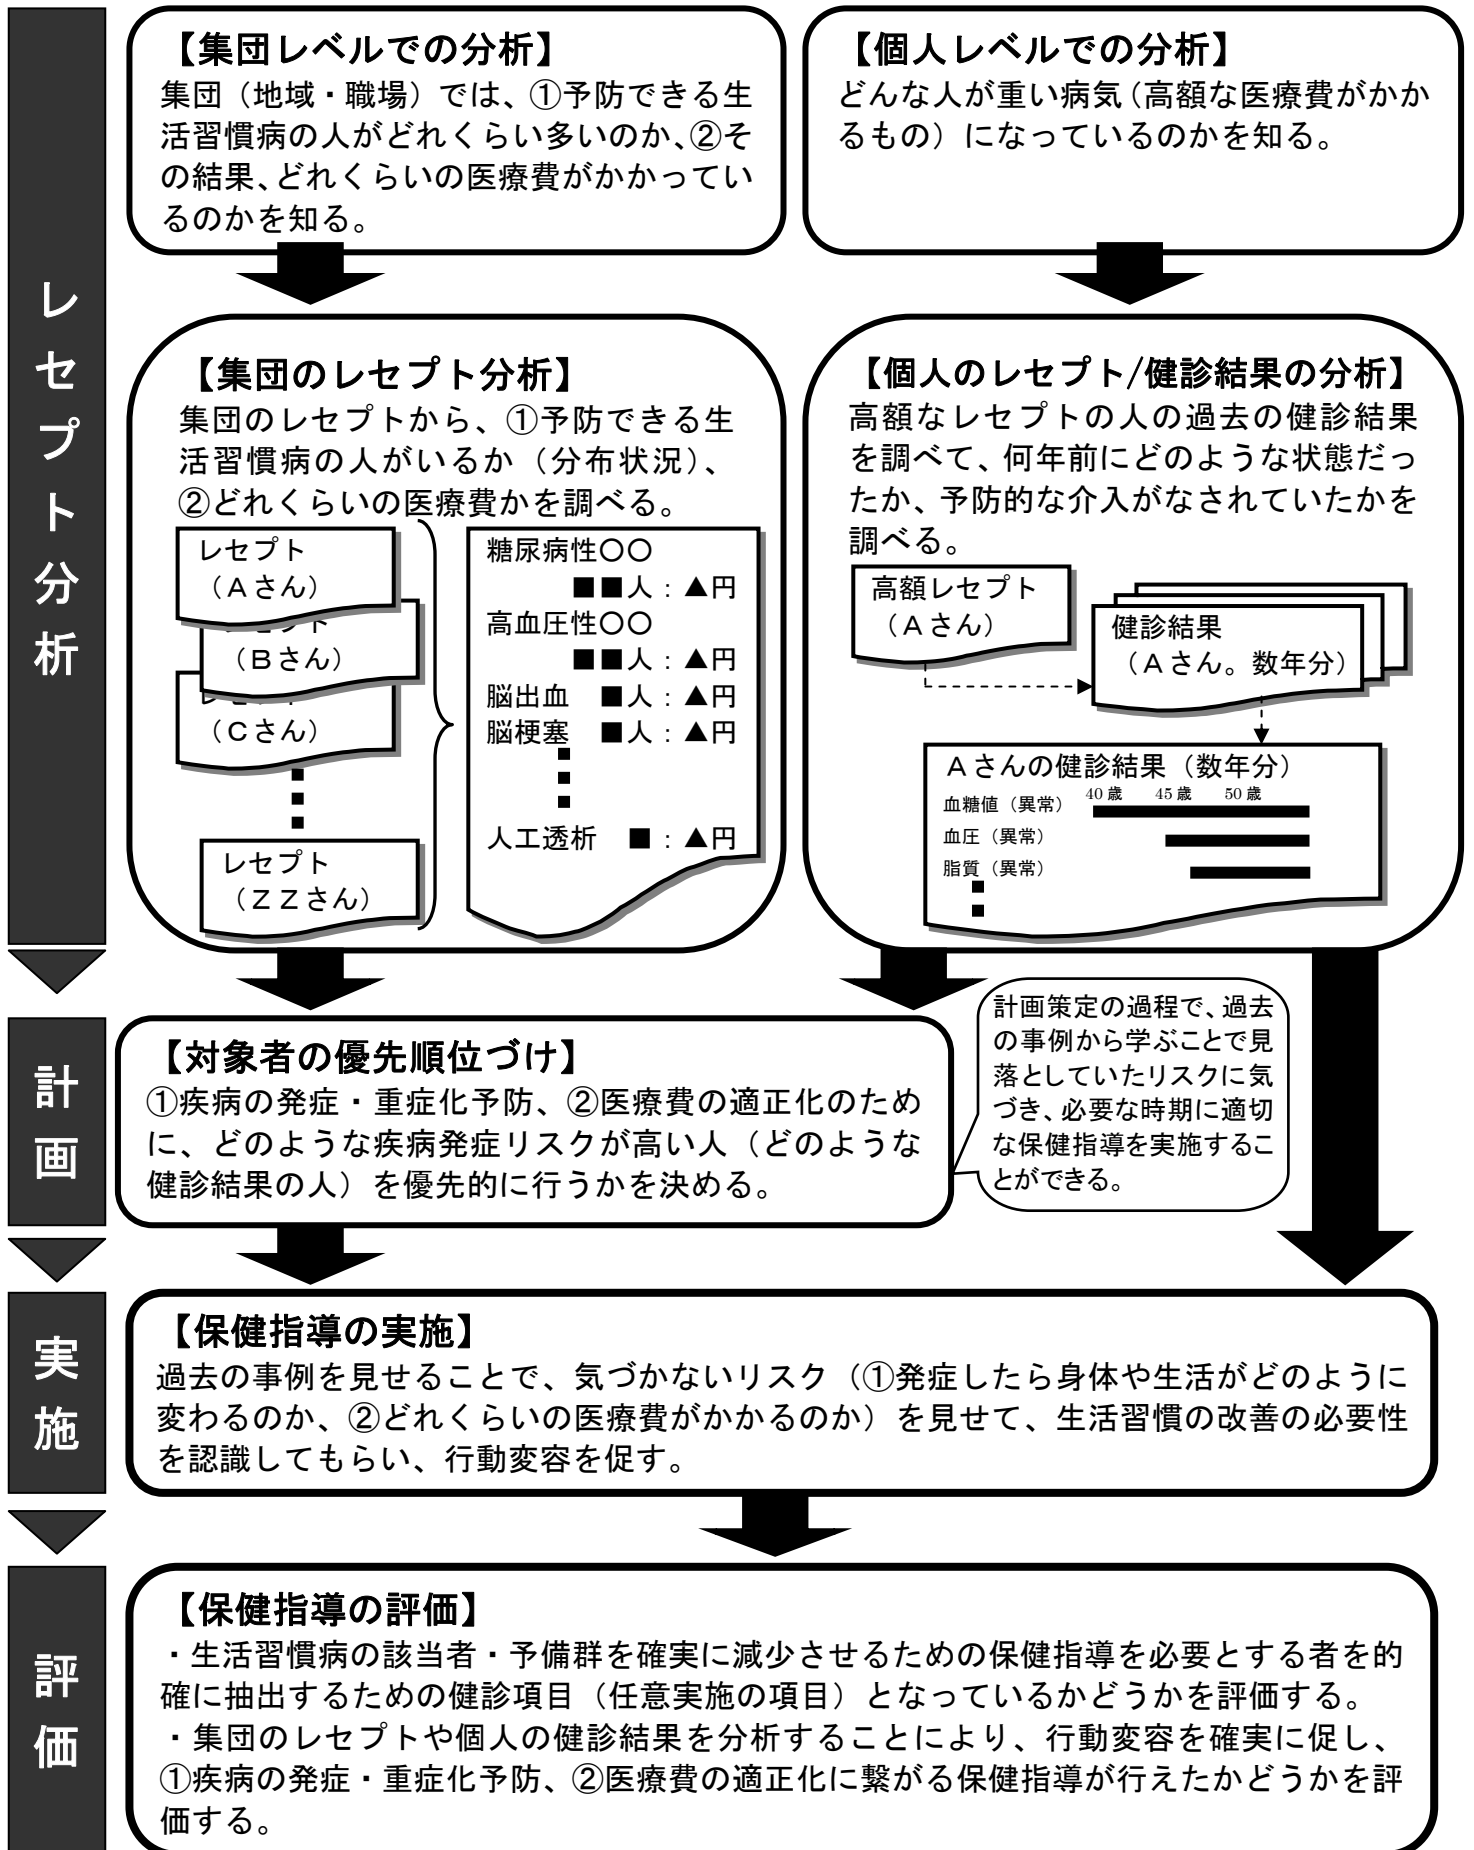 レセプト分析
【集団レベルでの分析】
集団（地域・職場）では、①予防できる生
活習慣病の人がどれくらい多いのか、②そ
の結果、どれくらいの医療費がかかってい
るのかを知る。
【個人レベルでの分析】
どんな人が重い病気（高額な医療費がかか
るもの）になっているのかを知る。
【集団のレセプト分析】
集団のレセプトから、①予防できる生
活習慣病の人がいるか（分布状況）、
②どれくらいの医療費かを調べる。
レセプト
（Ａさん）
（Ｂさん）
（Ｃさん）
レセプト
（ＺＺさん）
糖尿病性〇〇
■■人：▲円
高血圧性〇〇
■■人：▲円
脳出血　■人：▲円
脳梗塞　■人：▲円
人工透析　■：▲円
【個人のレセプト/健診結果の分析】
高額なレセプトの人の過去の健診結果
を調べて、何年前にどのような状態だっ
たか、予防的な介入がなされていたかを
調べる。
高額レセプト
（Ａさん）
健診結果
（Ａさん。数年分）
Ａさんの健診結果（数年分）
40 歳　45 歳　50 歳
血糖値（異常）
血圧（異常）
脂質（異常）
計画
【対象者の優先順位づけ】
①疾病の発症・重症化予防、②医療費の適正化のため
に、どのような疾病発症リスクが高い人（どのような
健診結果の人）を優先的に行うかを決める。
計画策定の過程で、過去
の事例から学ぶことで見
落としていたリスクに気
づき、必要な時期に適切
な保健指導を実施するこ
とができる。
実施
【保健指導の実施】
過去の事例を見せることで、気づかないリスク（①発症したら身体や生活がどのように
変わるのか、②どれくらいの医療費がかかるのか）を見せて、生活習慣の改善の必要性
を認識してもらい、行動変容を促す。
評価
【保健指導の評価】
・生活習慣病の該当者・予備群を確実に減少させるための保健指導を必要とする者を的
確に抽出するための健診項目（任意実施の項目）となっているかどうかを評価する。
・集団のレセプトや個人の健診結果を分析することにより、行動変容を確実に促し、
①疾病の発症・重症化予防、②医療費の適正化に繋がる保健指導が行えたかどうかを評
価する。